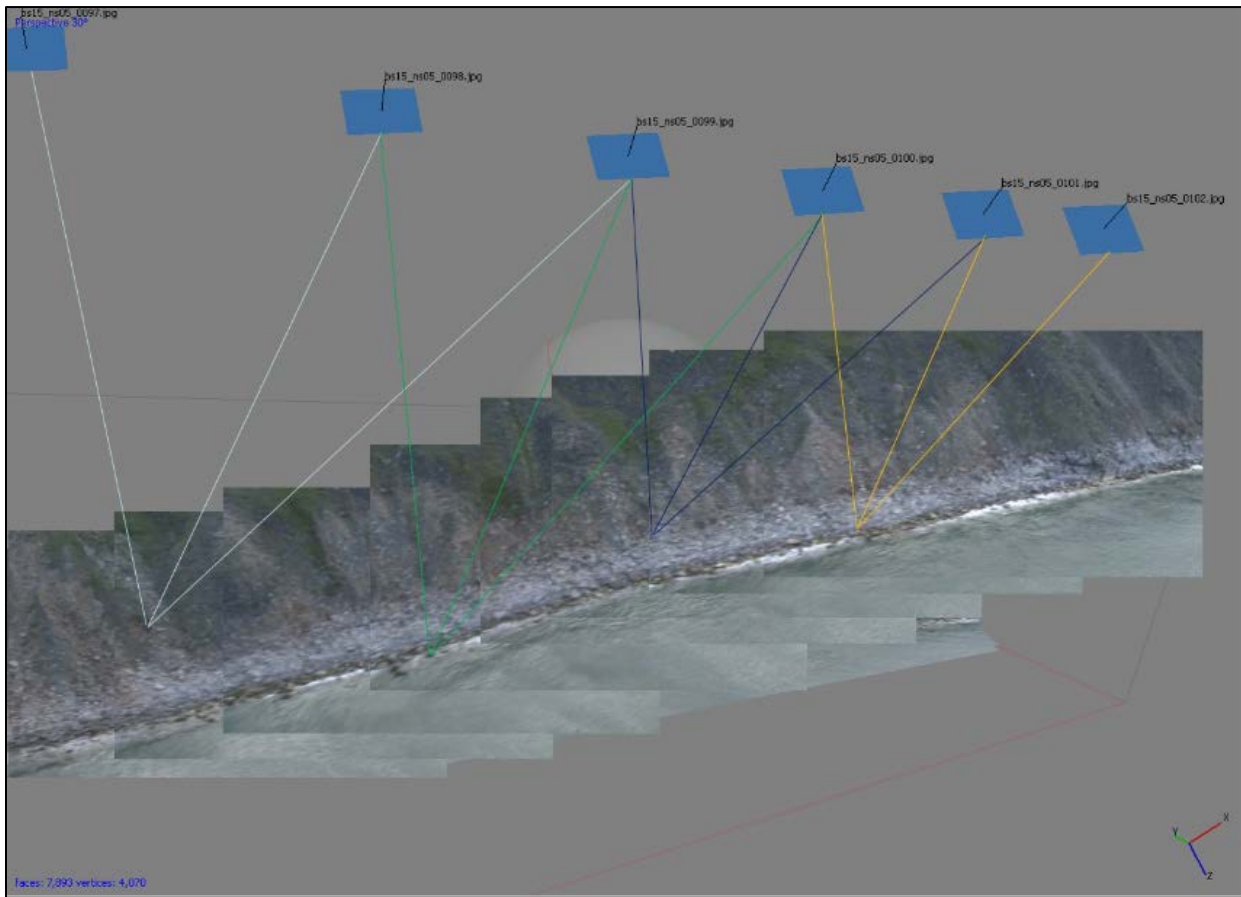 bs15_ns05_0097.jpg
Perspective 30°
bs15_ns05_0098.jpg
bs15_ns05_0099.jpg
bs15_ns05_0100.jpg
bs15_ns05_0101.jpg
bs15_ns05_0102.jpg
X
Y
Z
faces: 7,893 vertices: 4,070